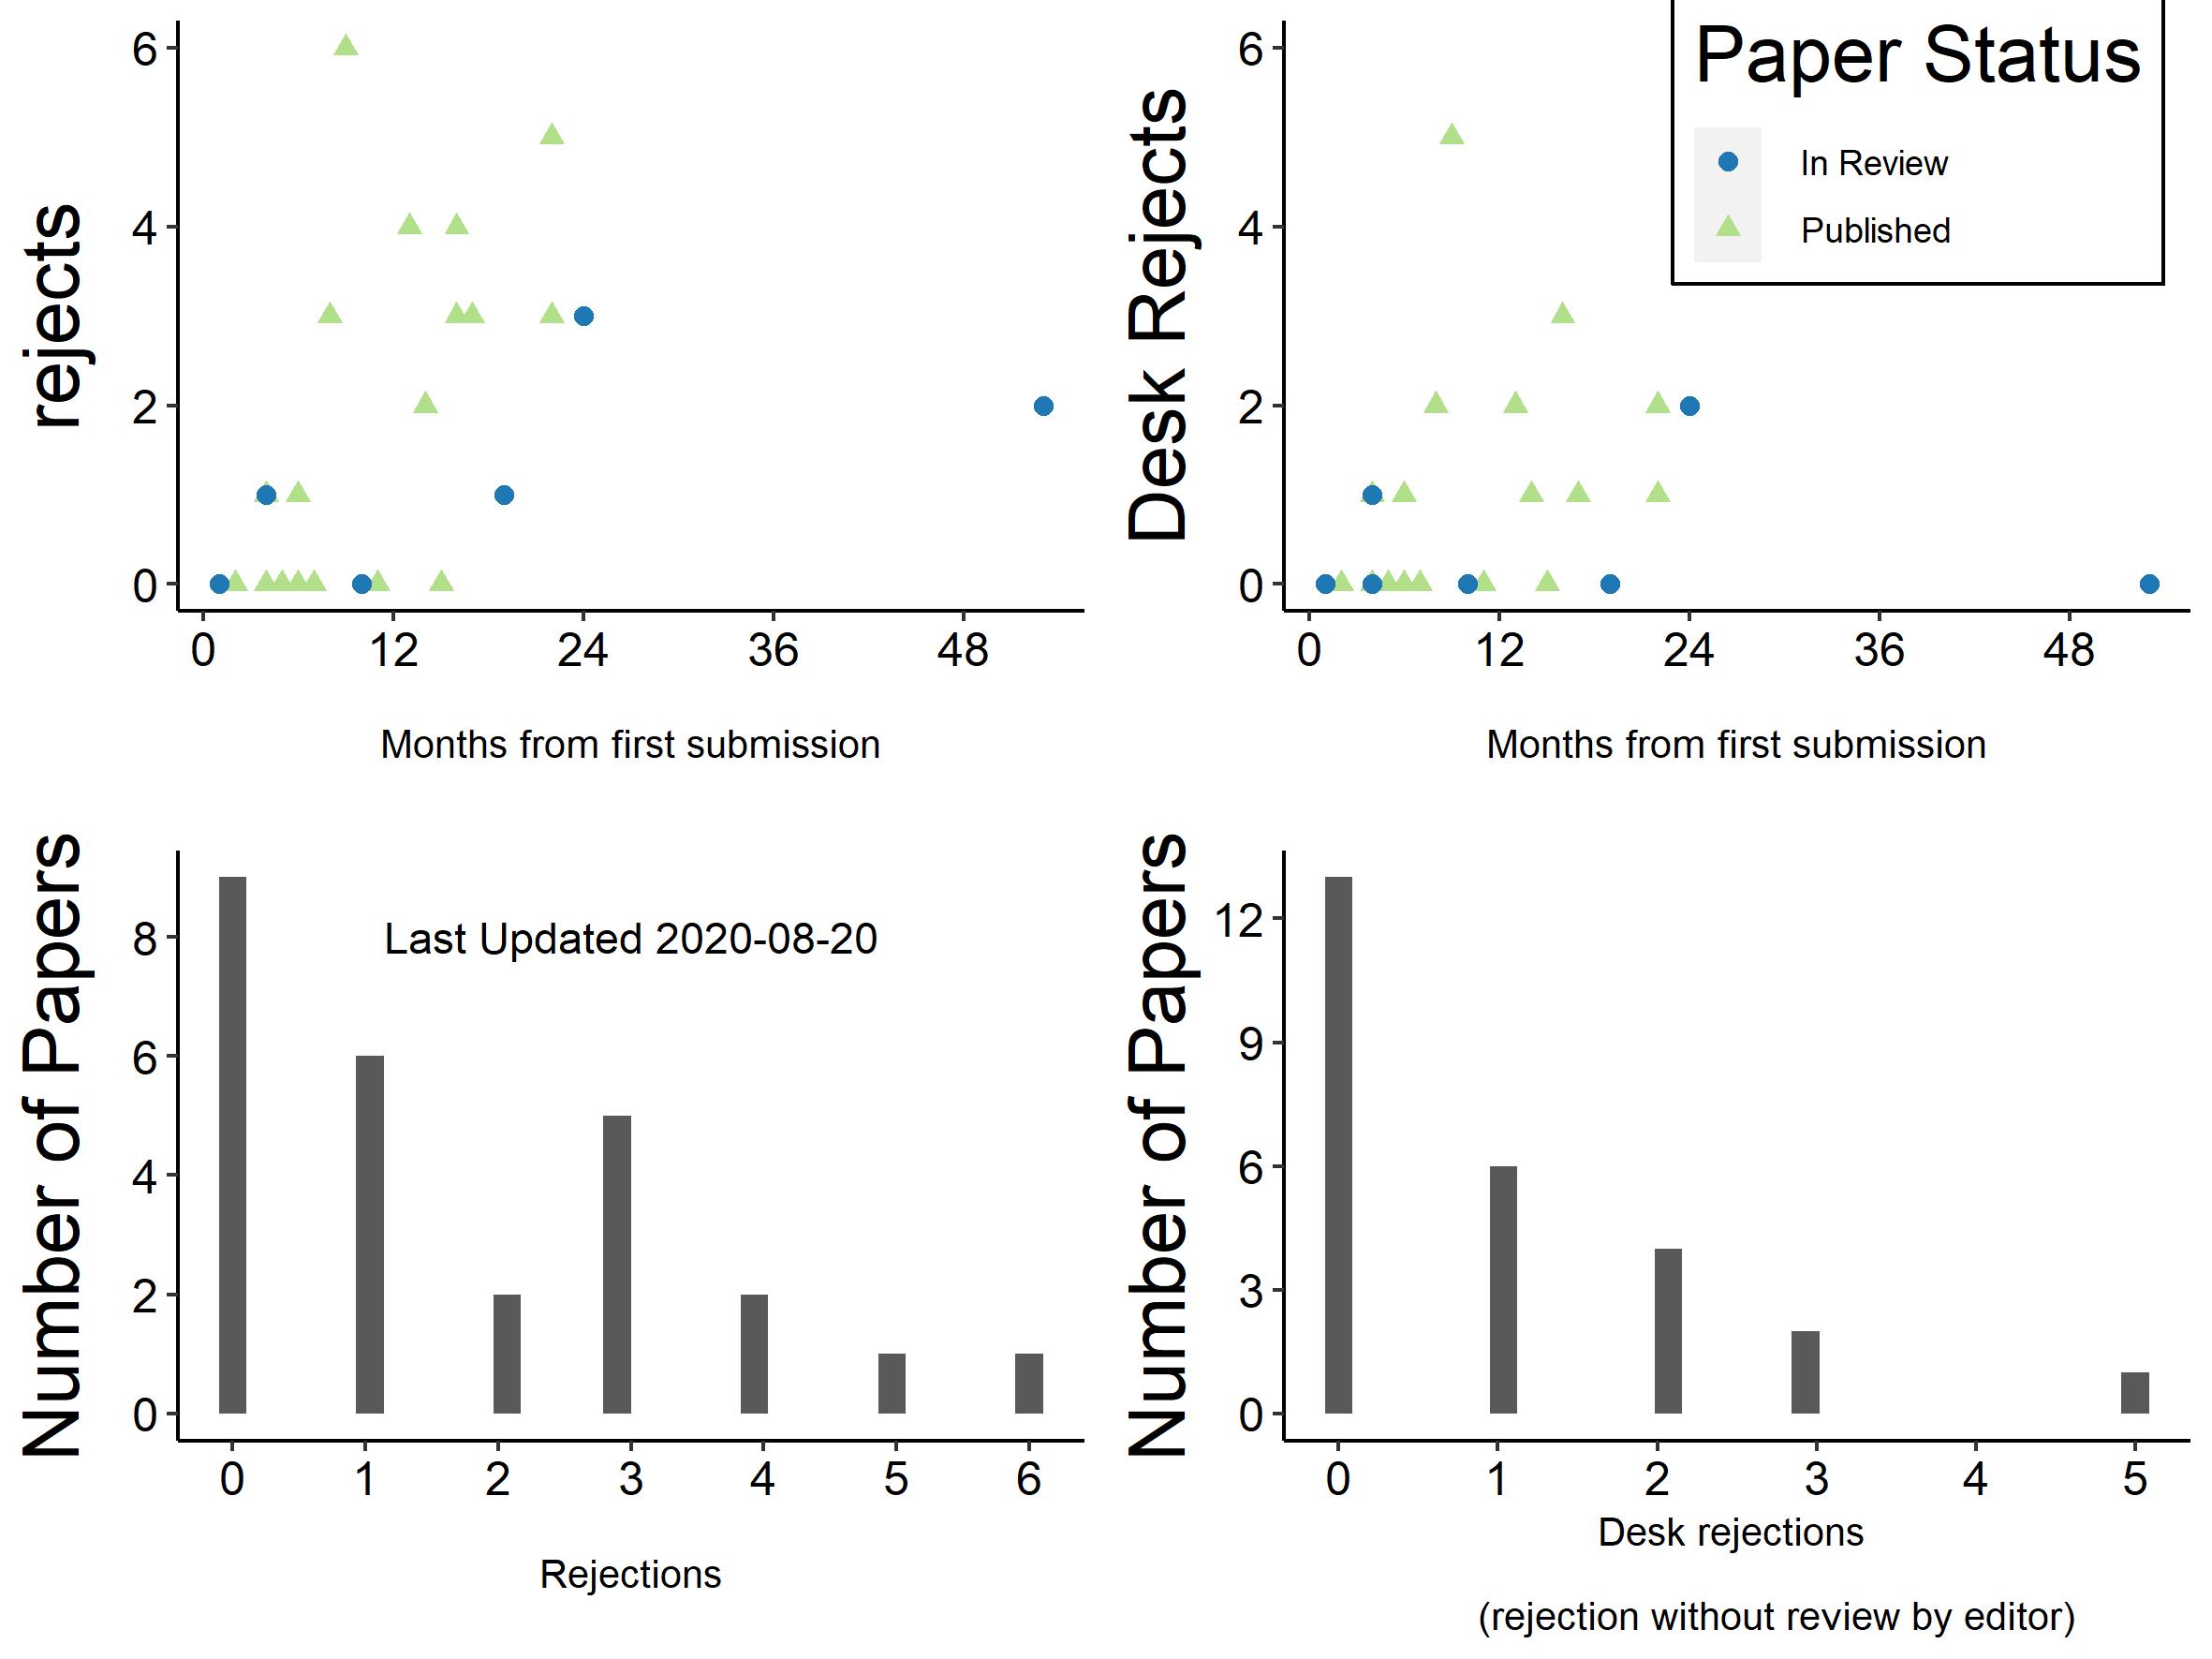 rejects
6
4
2
0
0 12 24 36 48
Months from first submission
Desk Rejects
6
4
2
0
0 12 24 36 48
Months from first submission
Paper Status
In Review
Published
Number of Papers
8
6
4
2
0
Last Updated 2020-08-20
0 1 2 3 4 5 6
Rejections
Number of Papers
12
9
6
3
0
0 1 2 3 4 5
Desk rejections
(rejection without review by editor)